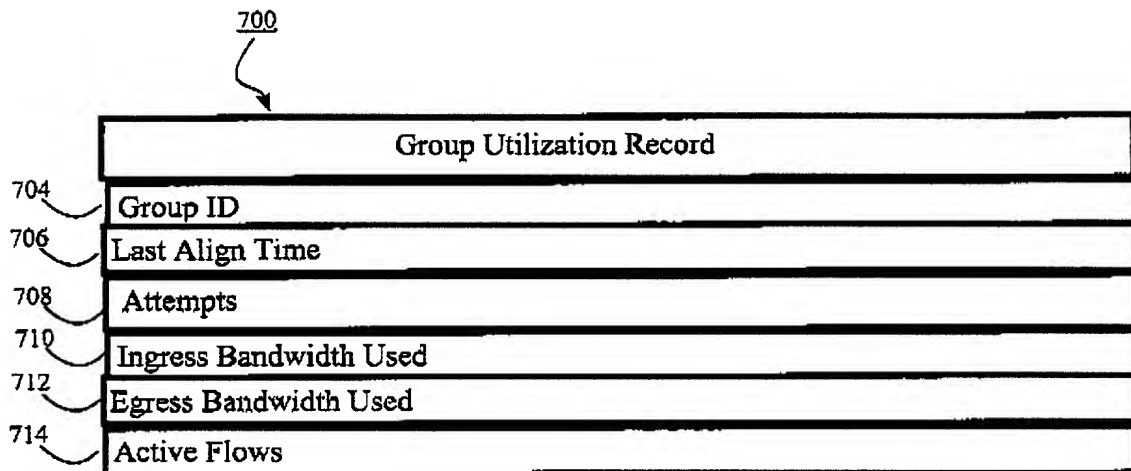 700
Group Utilization Record
704 Group ID
706 Last Align Time
708 Attempts
710 Ingress Bandwidth Used
712 Egress Bandwidth Used
714 Active Flows